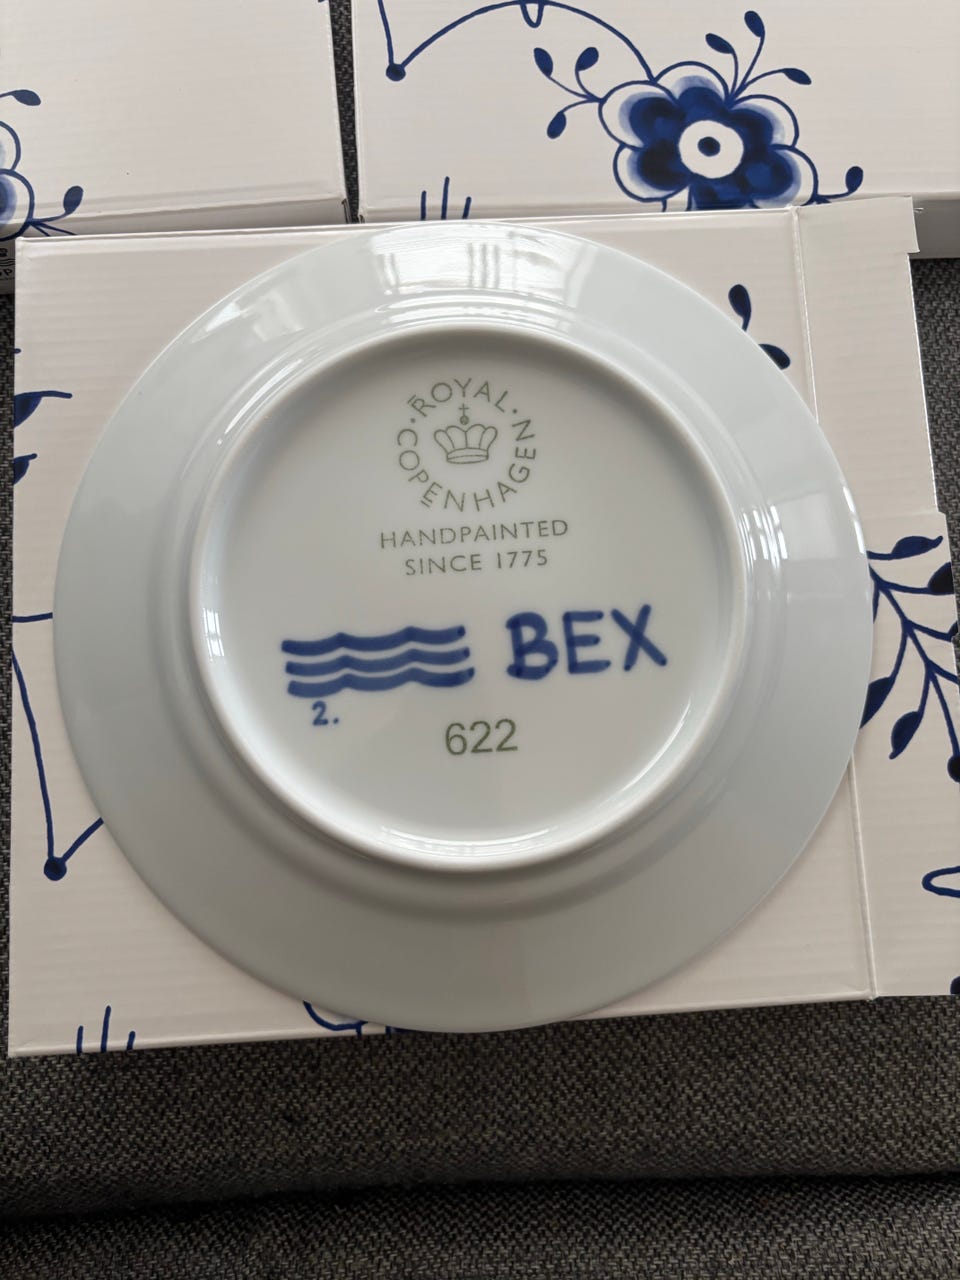 ROYAL · COPENHAGEN ·
HANDPAINTED
SINCE 1775
BEX
2.
622